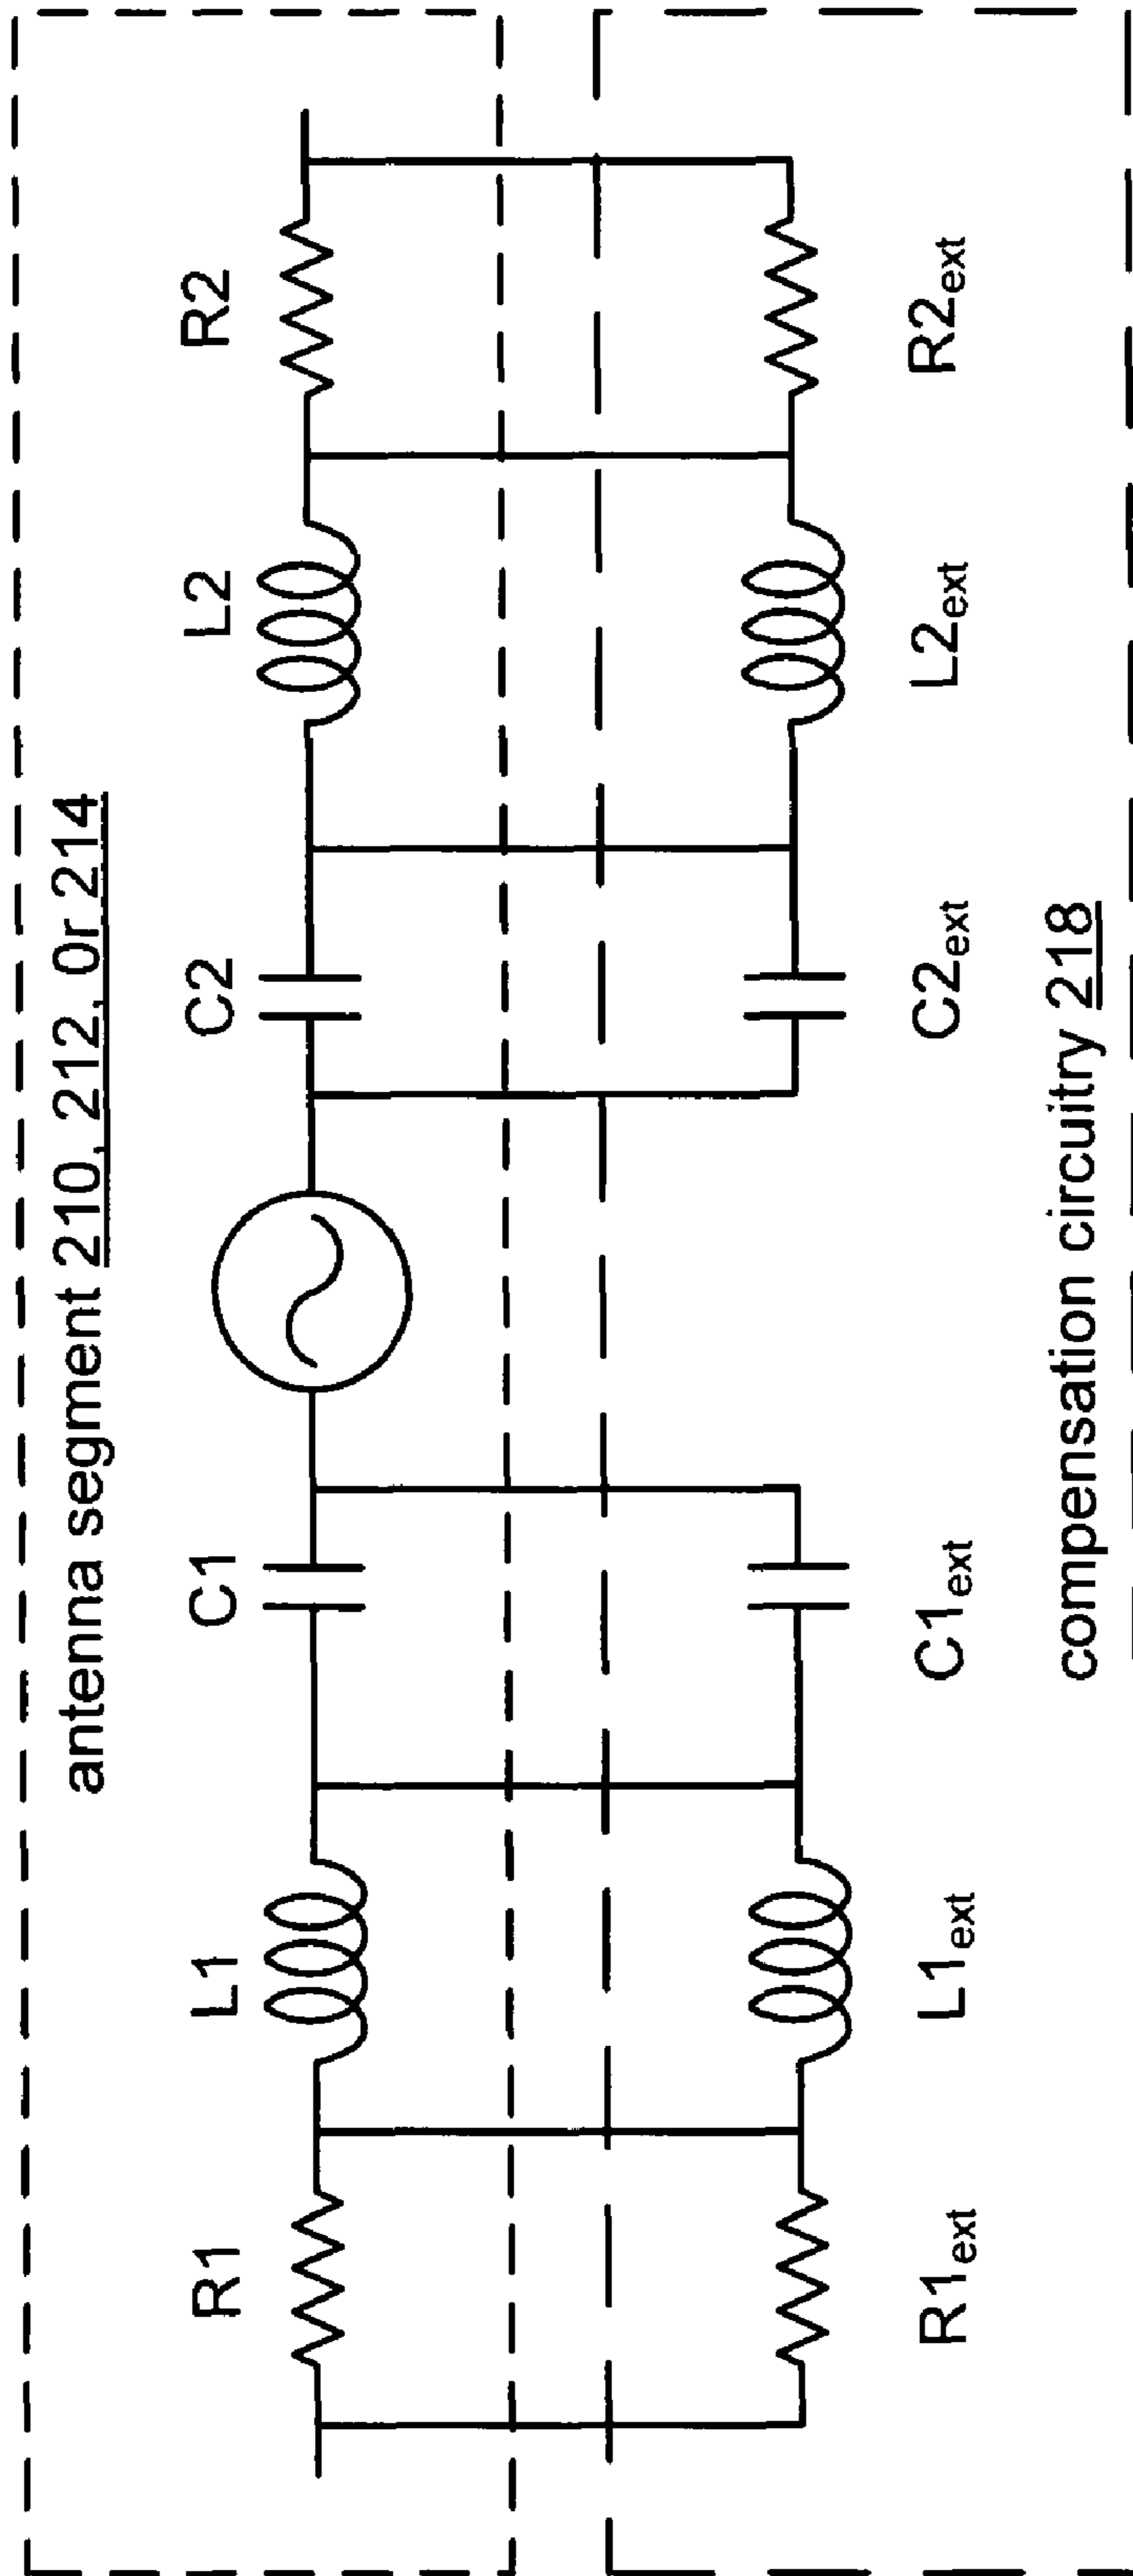 antenna segment 210, 212, 0r 214
R1
L1
C1
C2
L2
R2
R1ext
L1ext
C1ext
C2ext
L2ext
R2ext
compensation circuitry 218